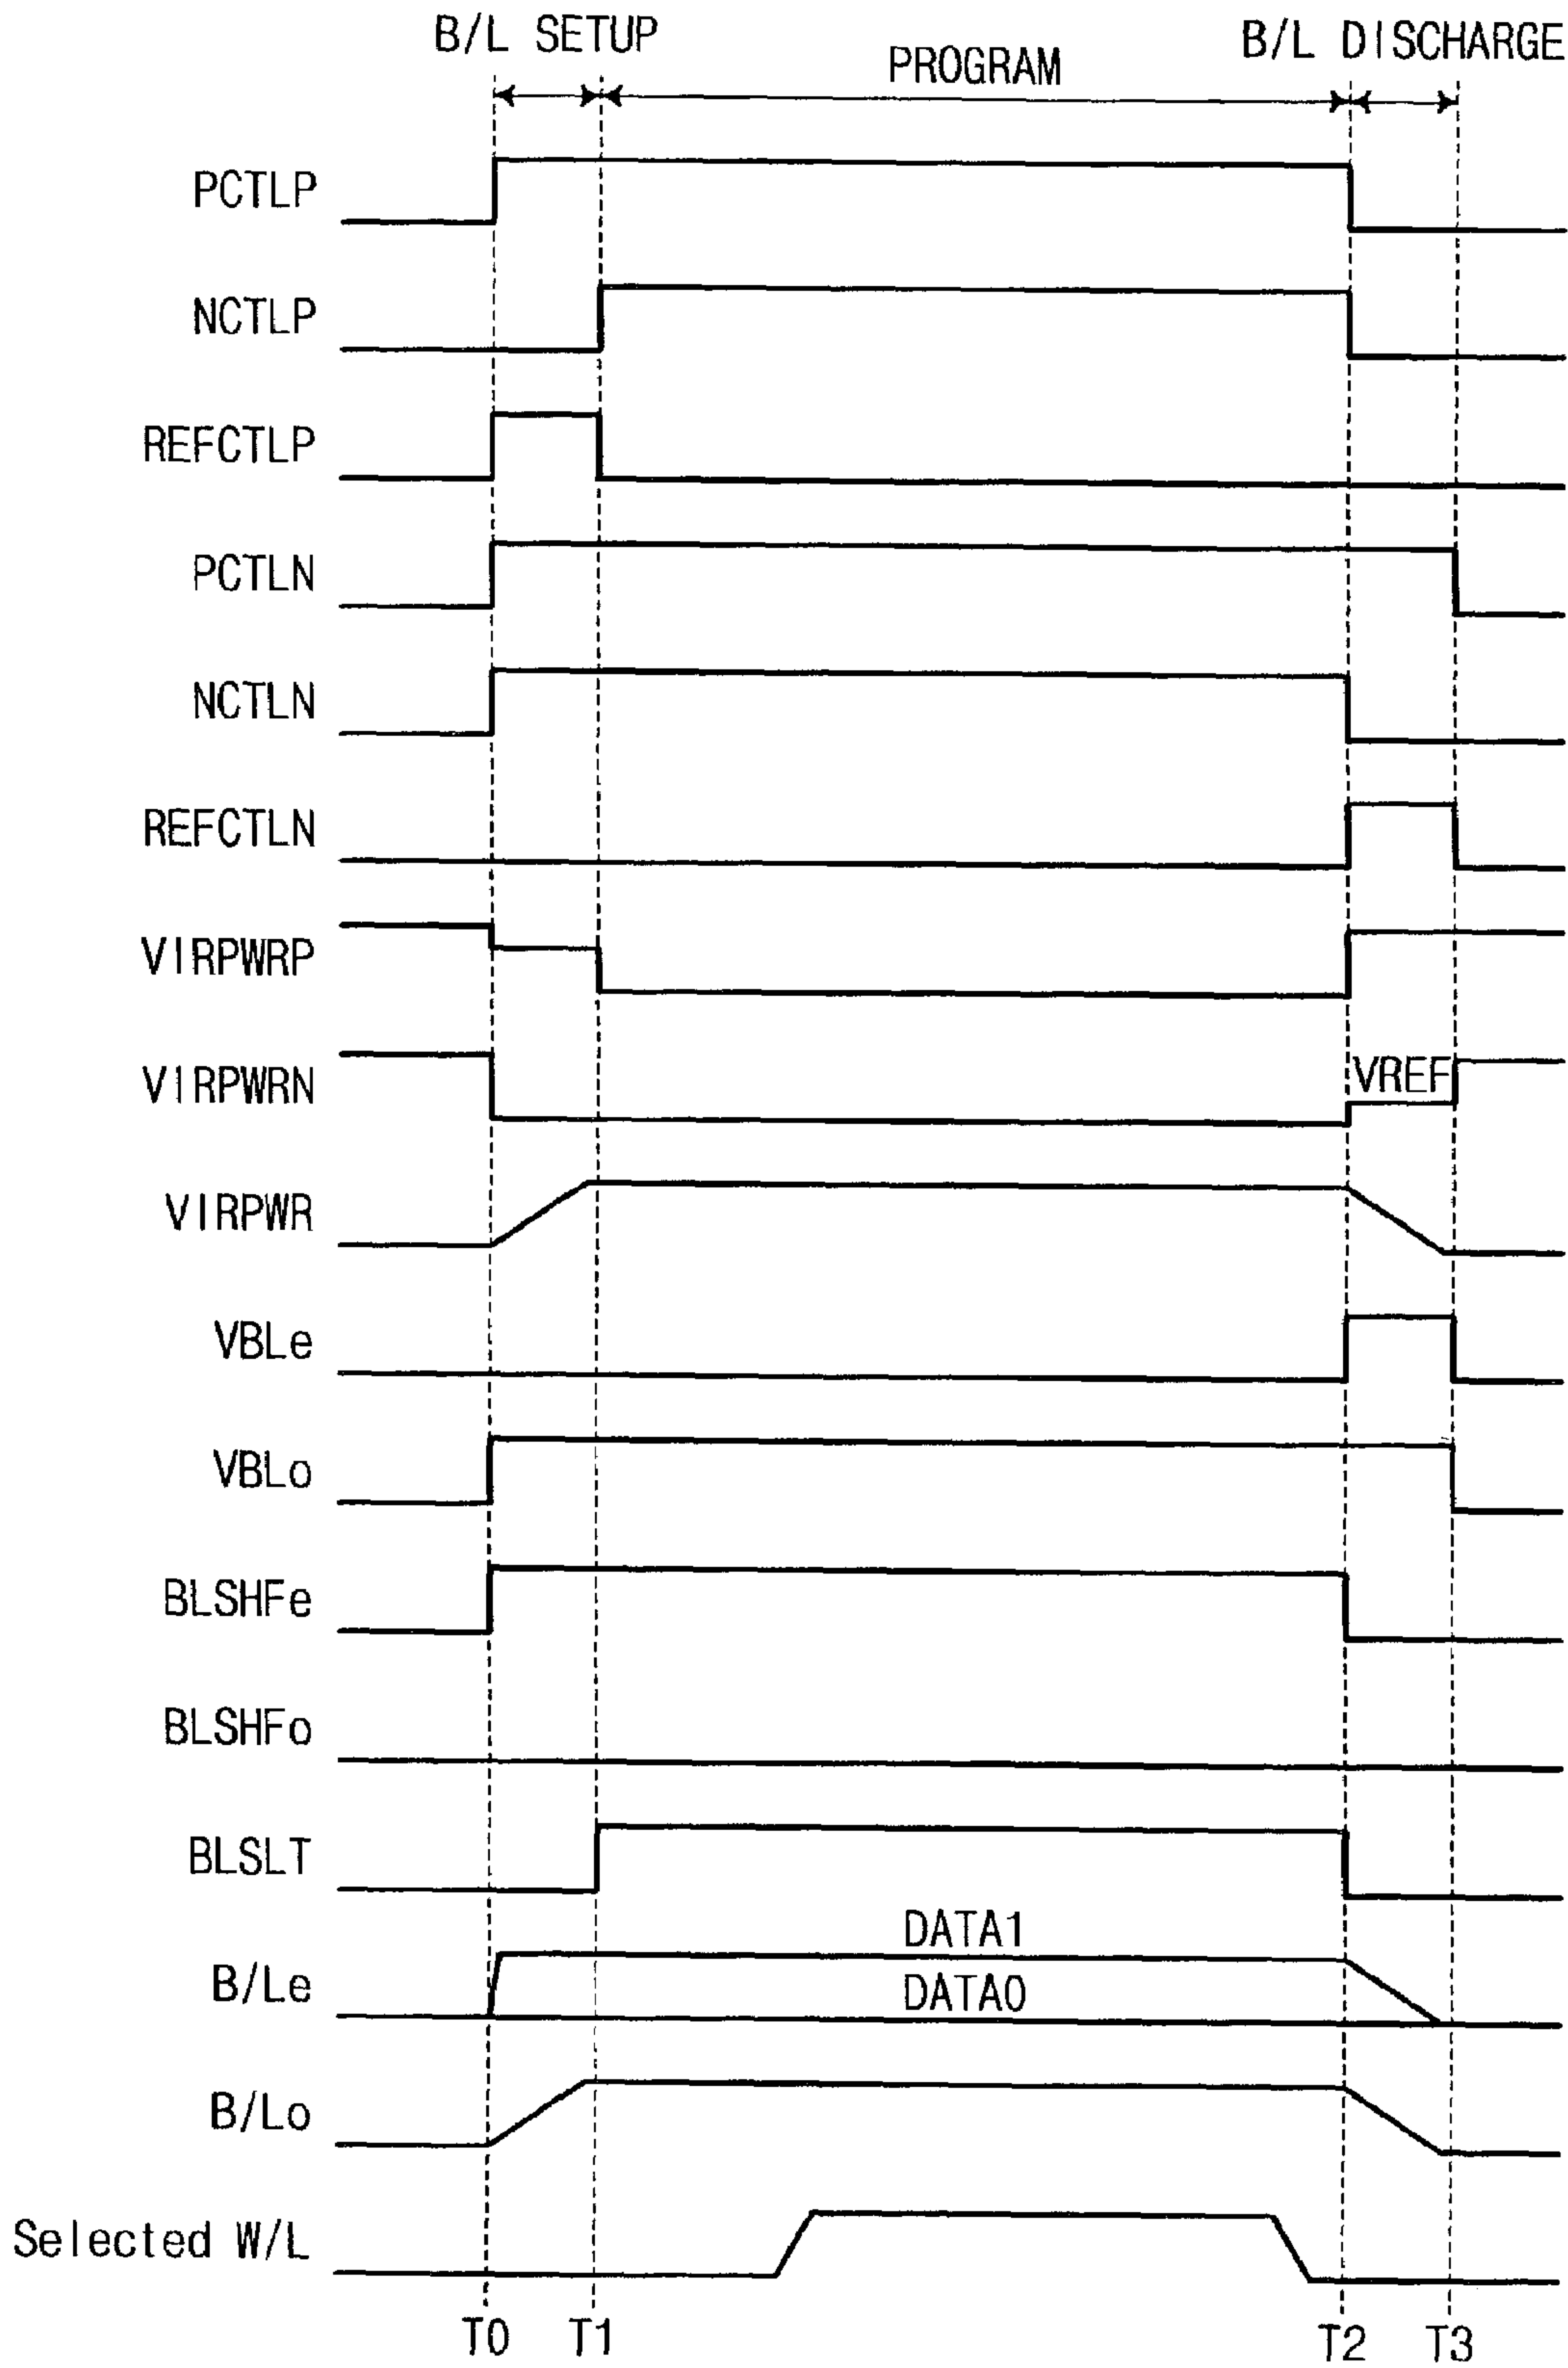 B/L SETUP
PROGRAM
B/L DISCHARGE
PCTLP
NCTLP
REFCTLP
PCTLN
NCTLN
REFCTLN
VIRPWRP
VIRPWRN
VREF
VIRPWR
VBLe
VBLo
BLSHFe
BLSHFo
BLSLT
DATA1
B/Le
DATA0
B/Lo
Selected W/L
T0 T1 T2 T3